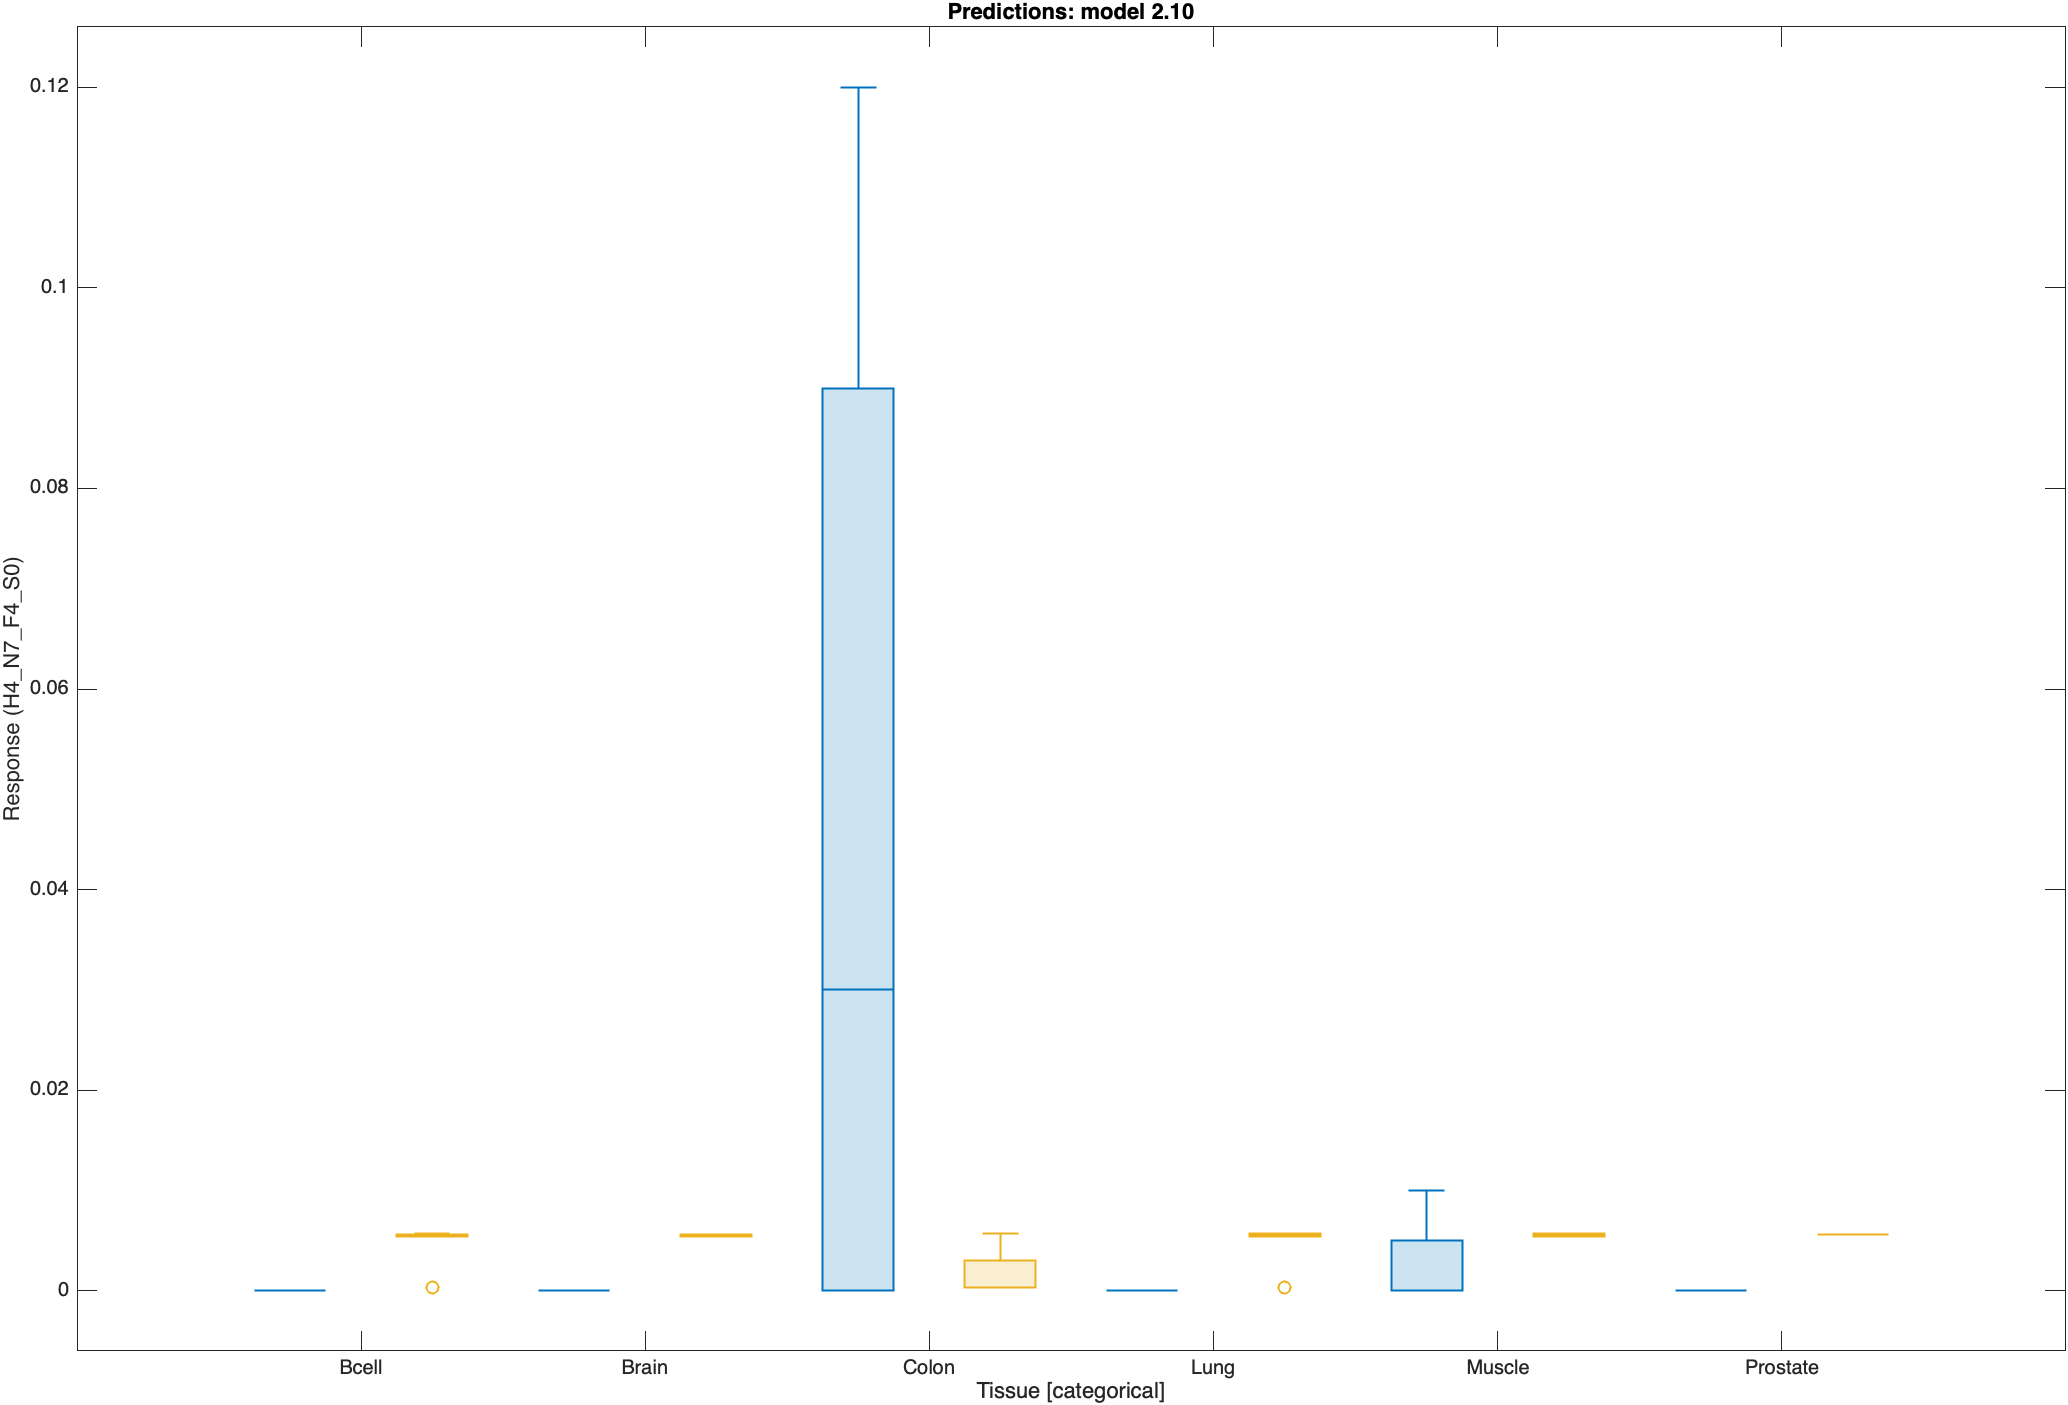 Predictions: model 2.10
Response (H4_N7_F4_S0)
0.12
0.1
0.08
0.06
0.04
0.02
0
Bcell
Brain
Colon
Lung
Muscle
Prostate
Tissue [categorical]